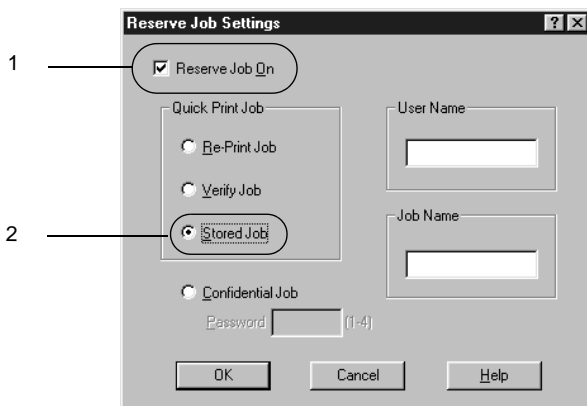 Reserve Job Settings
1
Reserve Job On
Quick Print Job
Re-Print Job
Verify Job
2
Stored Job
Confidential Job
Password
(1-4)
User Name
Job Name
OK
Cancel
Help